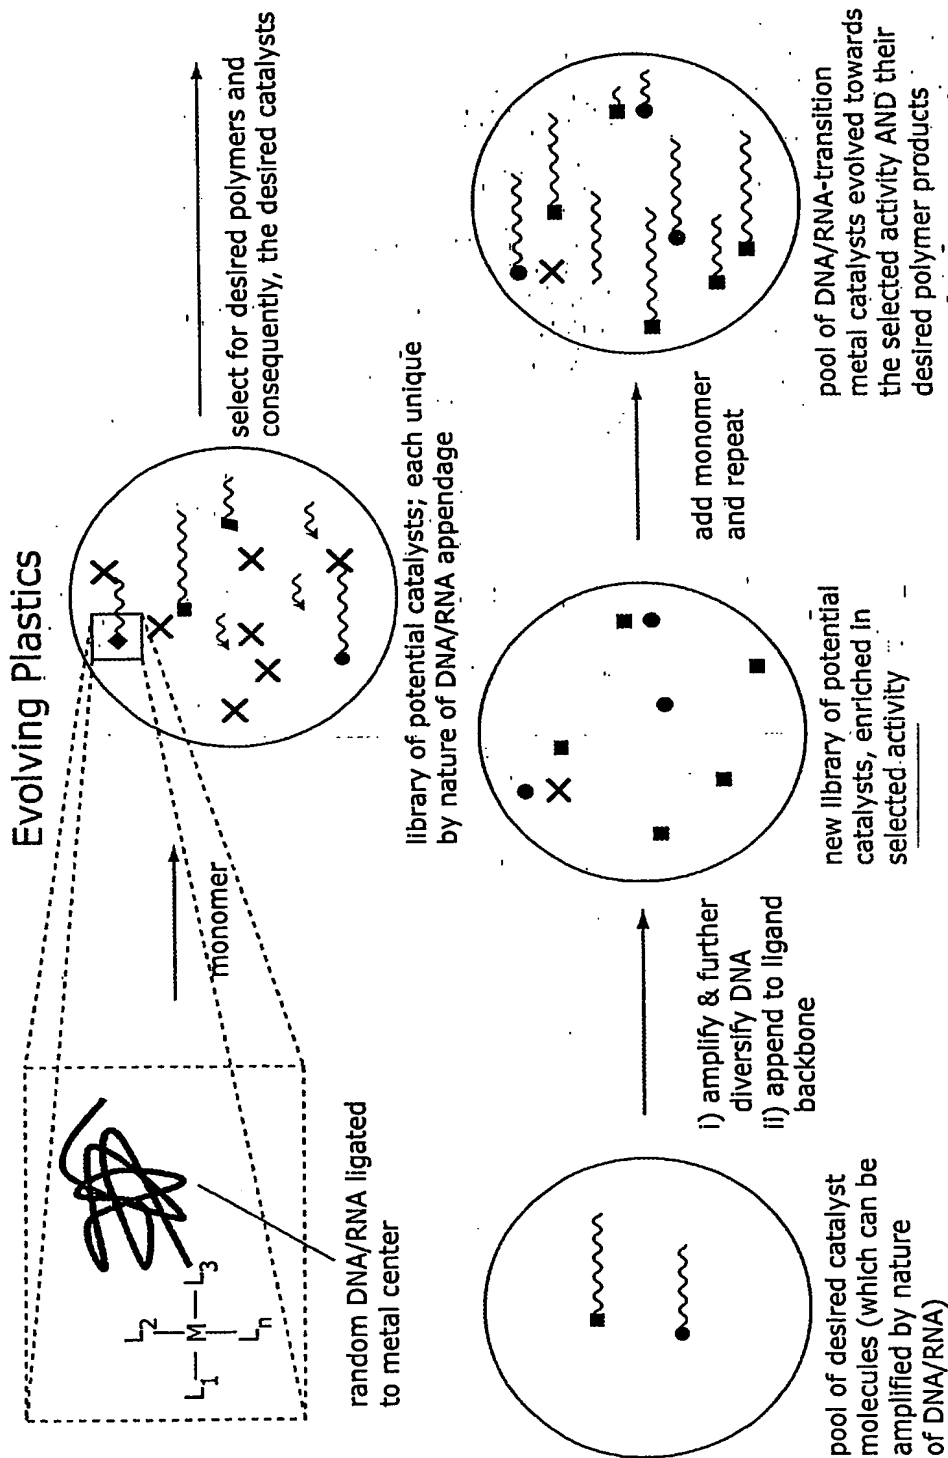 Evolving Plastics
L1
L2
M
L3
Ln
random DNA/RNA ligated
to metal center
monomer
library of potential catalysts; each unique
by nature of DNA/RNA appendage
select for desired polymers and
consequently, the desired catalysts
pool of desired catalyst
molecules (which can be
amplified by nature
of DNA/RNA)
i) amplify & further
diversify DNA
ii) append to ligand
backbone
new library of potential
catalysts, enriched in
selected activity
add monomer
and repeat
pool of DNA/RNA-transition
metal catalysts evolved towards
the selected activity AND their
desired polymer products